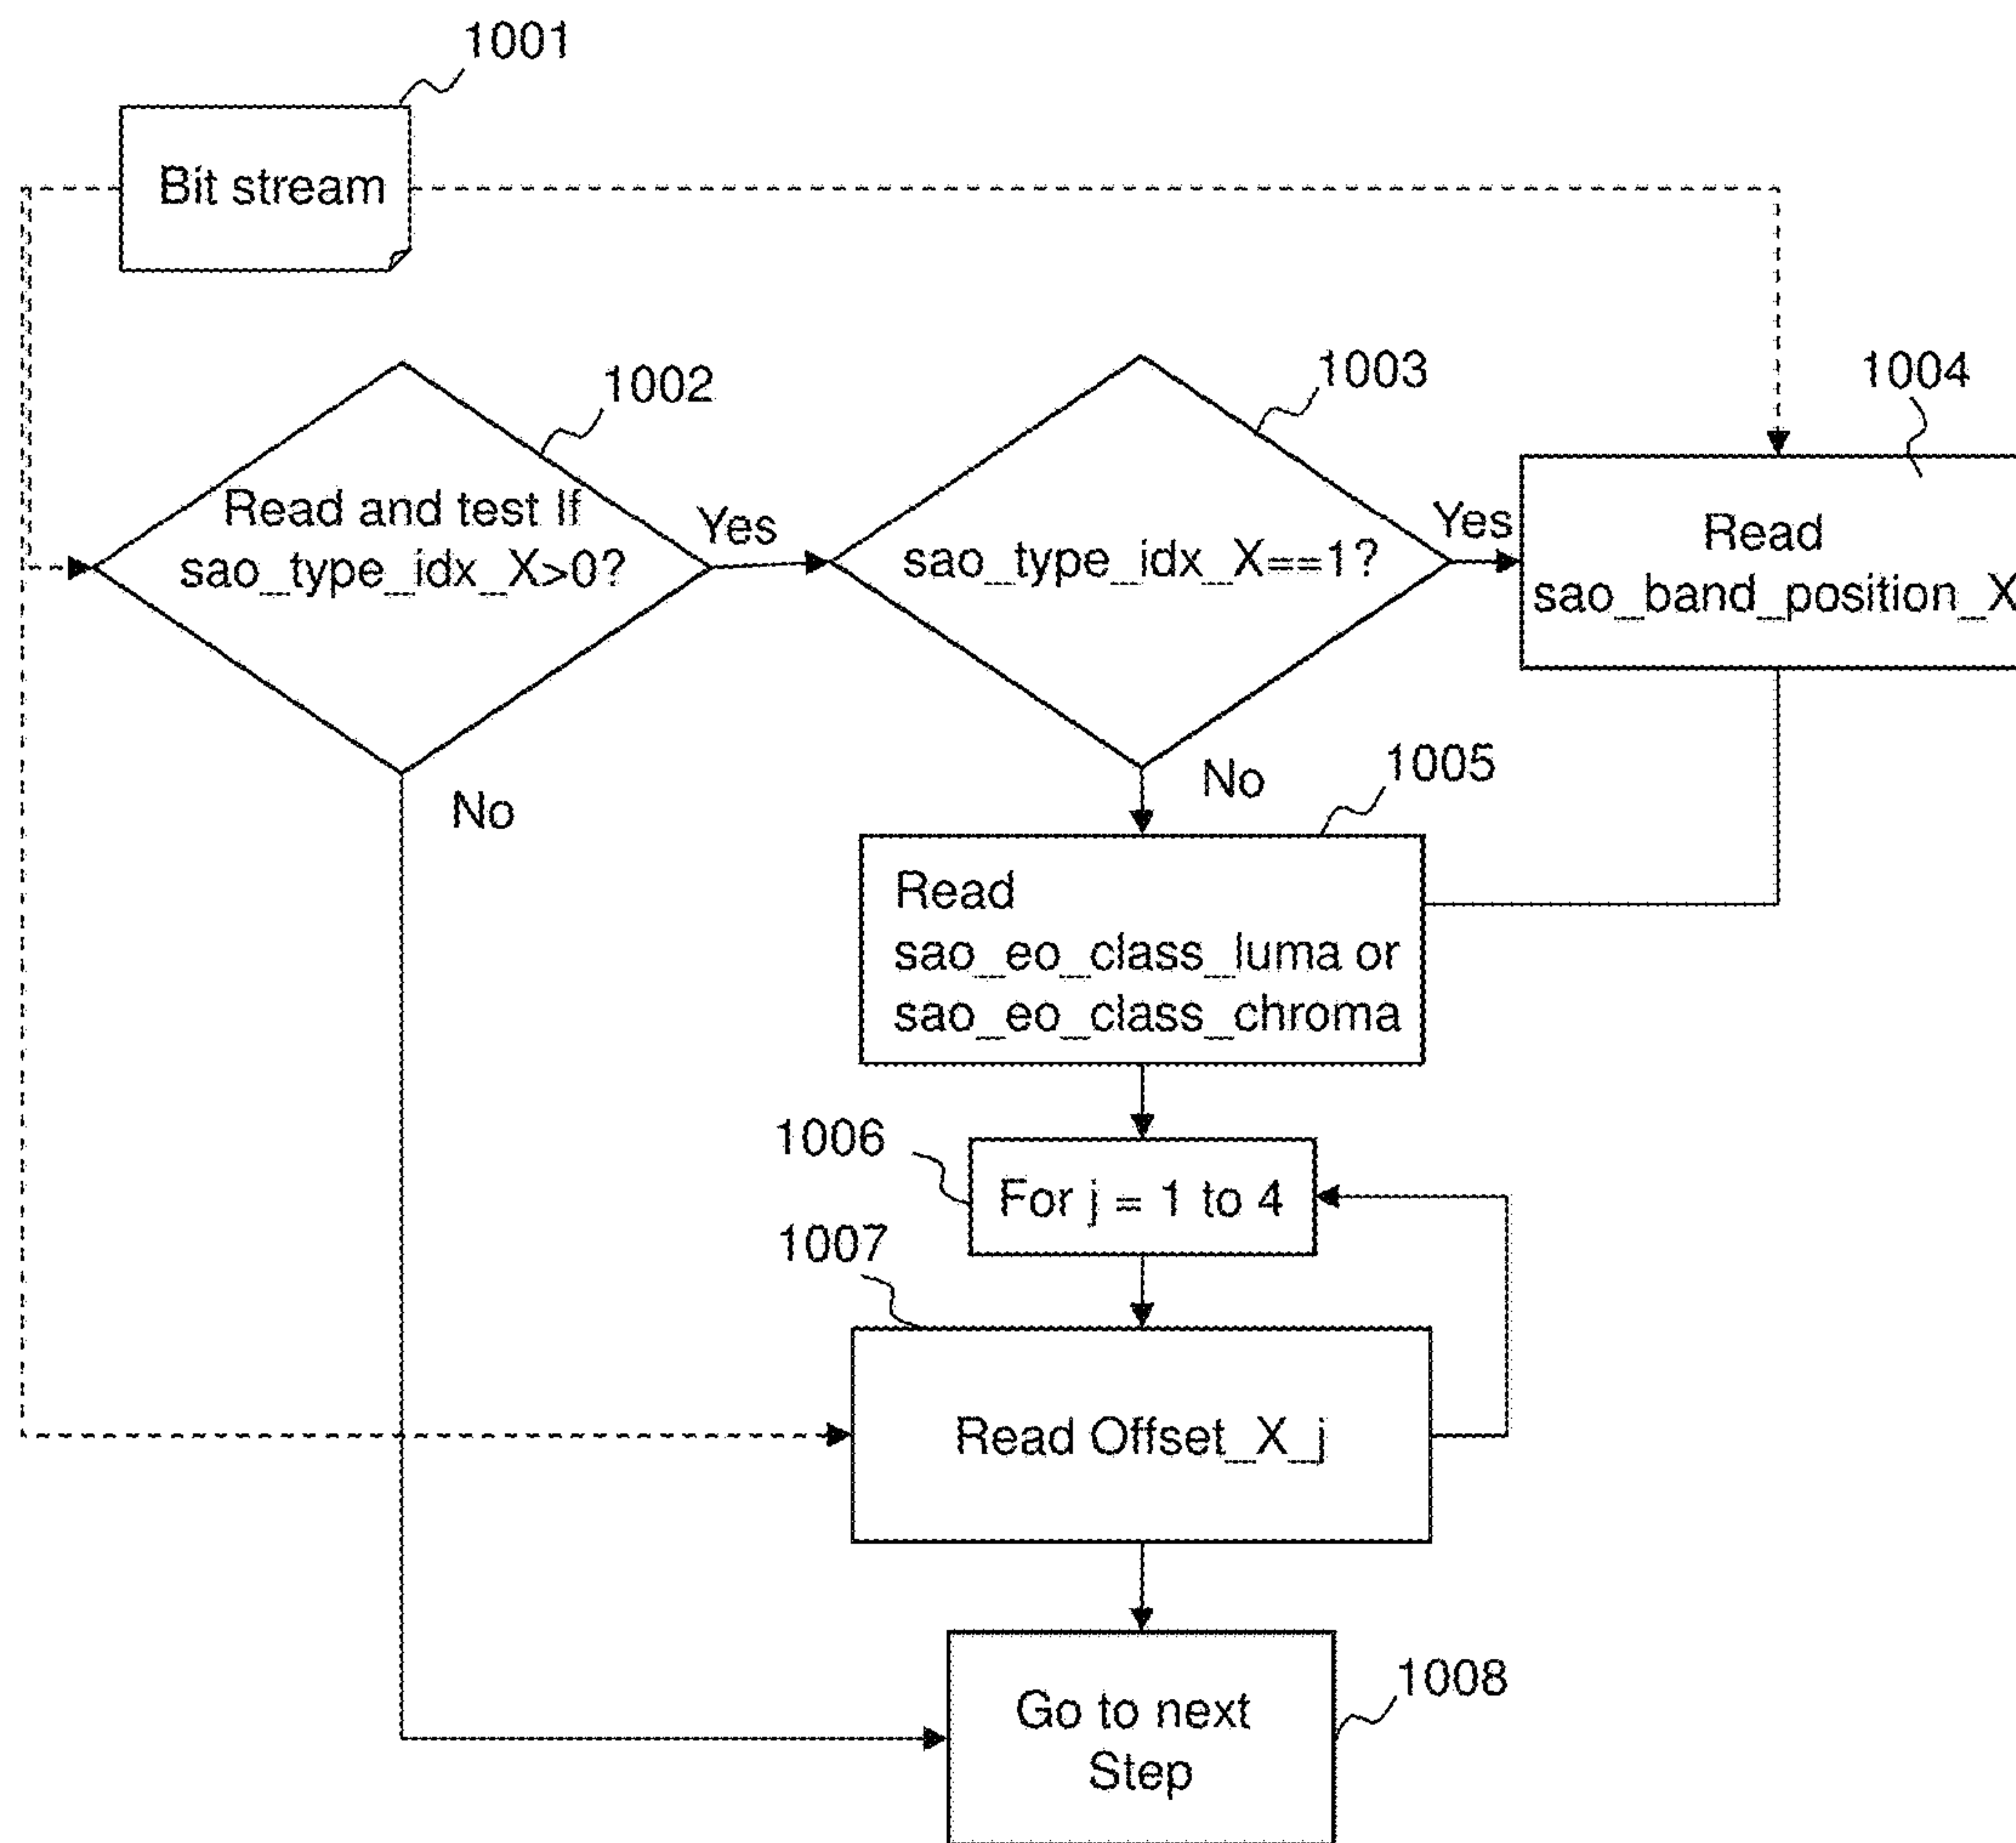 1001
Bit stream
1002
1003
1004
Read and test If
sao_type_idx_X>0?
Yes
sao_type_idx_X==1?
Yes
Read
sao_band_position_X
No
No
1005
Read
sao_eo_class_luma or
sao_eo_class_chroma
1006
For j = 1 to 4
1007
Read Offset_X_j
Go to next
Step
1008